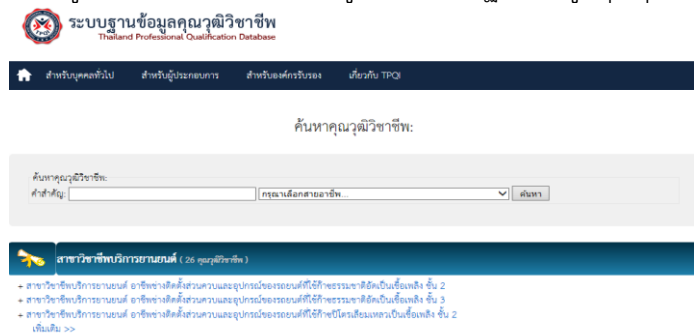 ระบบฐานข้อมูลคุณวุฒิวิชาชีพ
Thailand Professional Qualification Database
สำหรับบุคคลทั่วไป สำหรับผู้ประกอบการ สำหรับองค์กรรับรอง เกี่ยวกับ TPQI
ค้นหาคุณวุฒิวิชาชีพ:
ค้นหาคุณวุฒิวิชาชีพ:
คำสำคัญ: กรุณาเลือกสายอาชีพ... ค้นหา
สาขาวิชาชีพบริการยานยนต์ ( 26 คุณวุฒิวิชาชีพ )
+ สาขาวิชาชีพบริการยานยนต์ อาชีพช่างติดตั้งส่วนควบและอุปกรณ์ของรถยนต์ที่ใช้ก๊าซธรรมชาติอัดเป็นเชื้อเพลิง ชั้น 2
+ สาขาวิชาชีพบริการยานยนต์ อาชีพช่างติดตั้งส่วนควบและอุปกรณ์ของรถยนต์ที่ใช้ก๊าซธรรมชาติอัดเป็นเชื้อเพลิง ชั้น 3
+ สาขาวิชาชีพบริการยานยนต์ อาชีพช่างติดตั้งส่วนควบและอุปกรณ์ของรถยนต์ที่ใช้ก๊าซปิโตรเลียมเหลวเป็นเชื้อเพลิง ชั้น 2
เพิ่มเติม >>